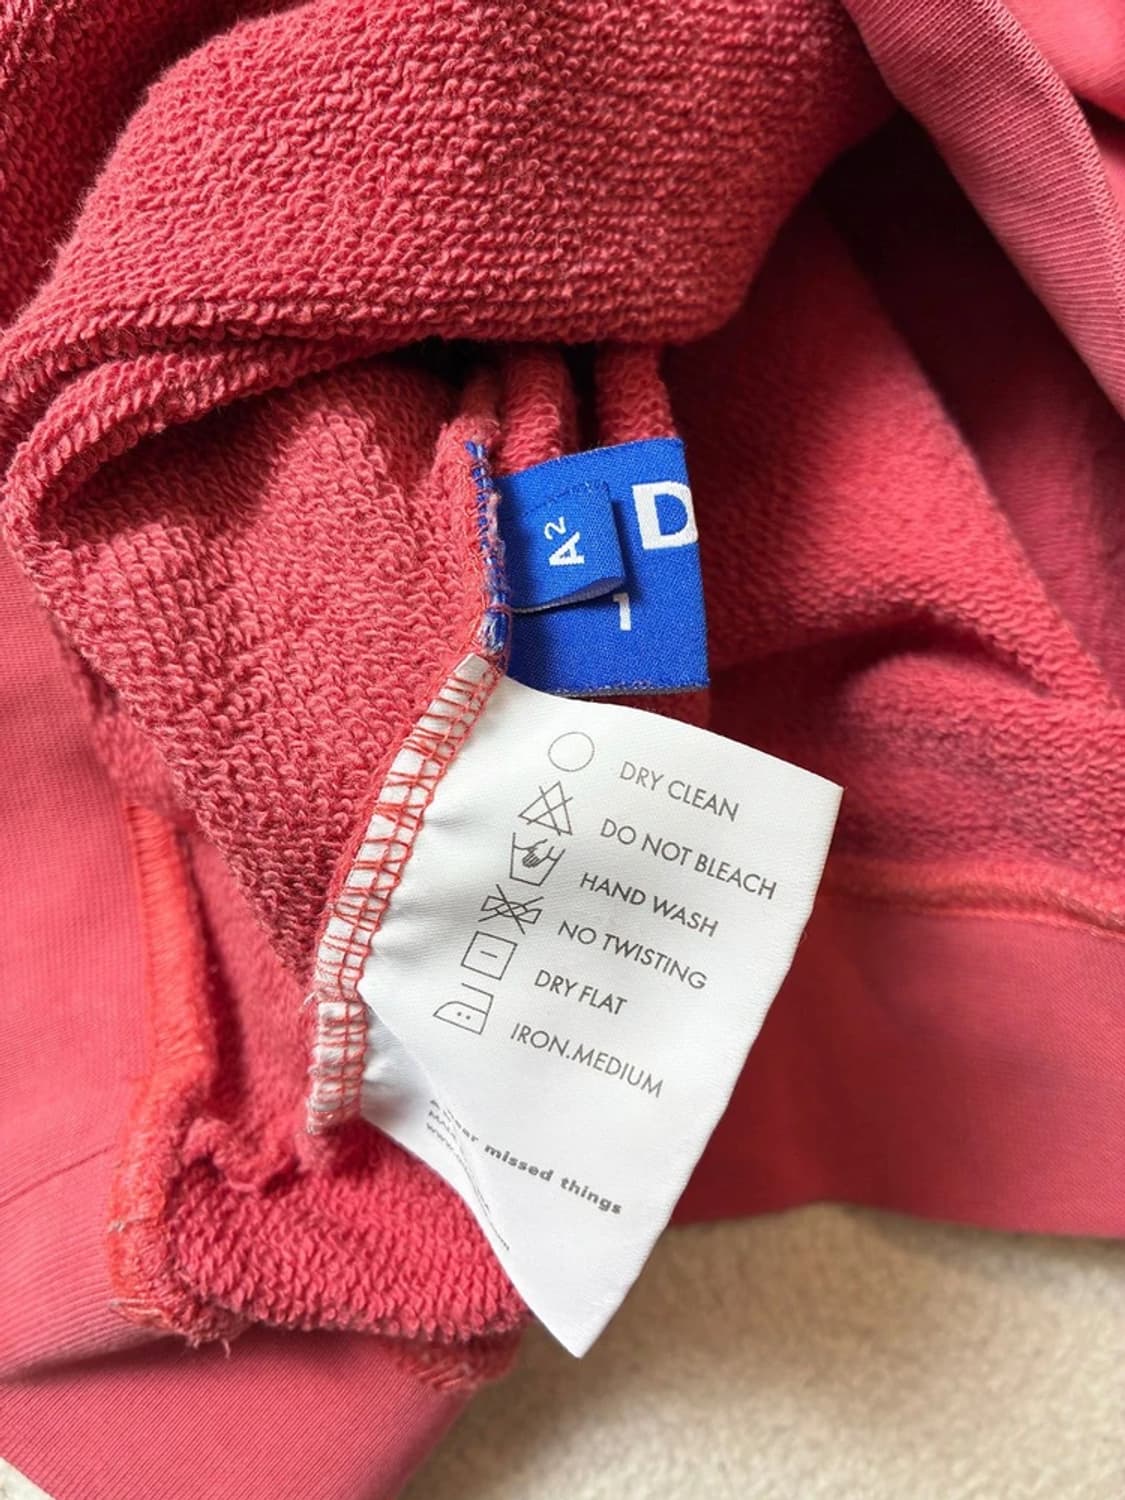 A²
D
1
DRY CLEAN
DO NOT BLEACH
HAND WASH
NO TWISTING
DRY FLAT
IRON.MEDIUM
missed things